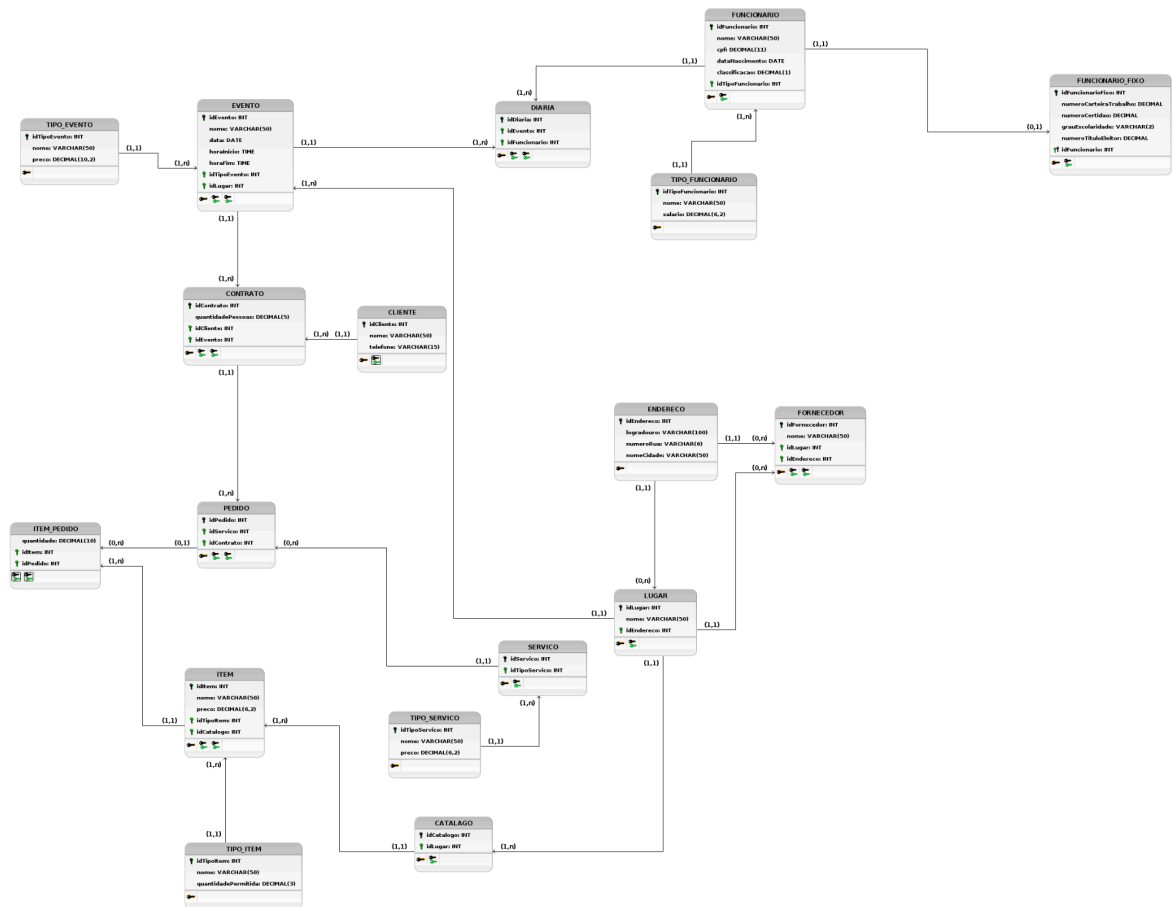 FUNCIONARIO
idFuncionario: INT
nome: VARCHAR(50)
cpf: DECIMAL(11)
dataNascimento: DATE
classificacao: DECIMAL(1)
idTipoFuncionario: INT
(1,1)
(1,1)
(1,n)
(1,n)
(0,1)
FUNCIONARIO_FIXO
idFuncionarioFixo: INT
numeroCarteiraTrabalho: DECIMAL
numeroCertidao: DECIMAL
grauEscolaridade: VARCHAR(2)
numeroTituloEleitor: DECIMAL
idFuncionario: INT
EVENTO
idEvento: INT
nome: VARCHAR(50)
data: DATE
horaInicio: TIME
horaFim: TIME
idTipoEvento: INT
idLugar: INT
DIARIA
idDiaria: INT
idEvento: INT
idFuncionario: INT
TIPO_EVENTO
idTipoEvento: INT
nome: VARCHAR(50)
preco: DECIMAL(10,2)
(1,1)
(1,n)
(1,1)
(1,n)
(1,n)
(1,1)
TIPO_FUNCIONARIO
idTipoFuncionario: INT
nome: VARCHAR(50)
salario: DECIMAL(6,2)
(1,1)
(1,n)
CONTRATO
idContrato: INT
quantidadePessoas: DECIMAL(5)
idCliente: INT
idEvento: INT
(1,n)
(1,1)
CLIENTE
idCliente: INT
nome: VARCHAR(50)
telefone: VARCHAR(15)
(1,1)
(1,n)
ENDERECO
idEndereco: INT
logradouro: VARCHAR(100)
numeroRua: VARCHAR(6)
nomeCidade: VARCHAR(50)
(1,1)
(0,n)
(0,n)
(1,1)
FORNECEDOR
idFornecedor: INT
nome: VARCHAR(50)
idLugar: INT
idEndereco: INT
PEDIDO
idPedido: INT
idServico: INT
idContrato: INT
ITEM_PEDIDO
quantidade: DECIMAL(10)
idItem: INT
idPedido: INT
(0,n)
(0,1)
(0,n)
(1,n)
(0,n)
LUGAR
idLugar: INT
nome: VARCHAR(50)
idEndereco: INT
(1,1)
(1,1)
(1,1)
SERVICO
idServico: INT
idTipoServico: INT
(1,1)
(1,n)
ITEM
idItem: INT
nome: VARCHAR(50)
preco: DECIMAL(6,2)
idTipoItem: INT
idCatalogo: INT
(1,1)
(1,n)
(1,n)
TIPO_SERVICO
idTipoServico: INT
nome: VARCHAR(50)
preco: DECIMAL(6,2)
(1,1)
CATALAGO
idCatalogo: INT
idLugar: INT
(1,1)
(1,n)
(1,1)
TIPO_ITEM
idTipoItem: INT
nome: VARCHAR(50)
quantidadePermitida: DECIMAL(3)